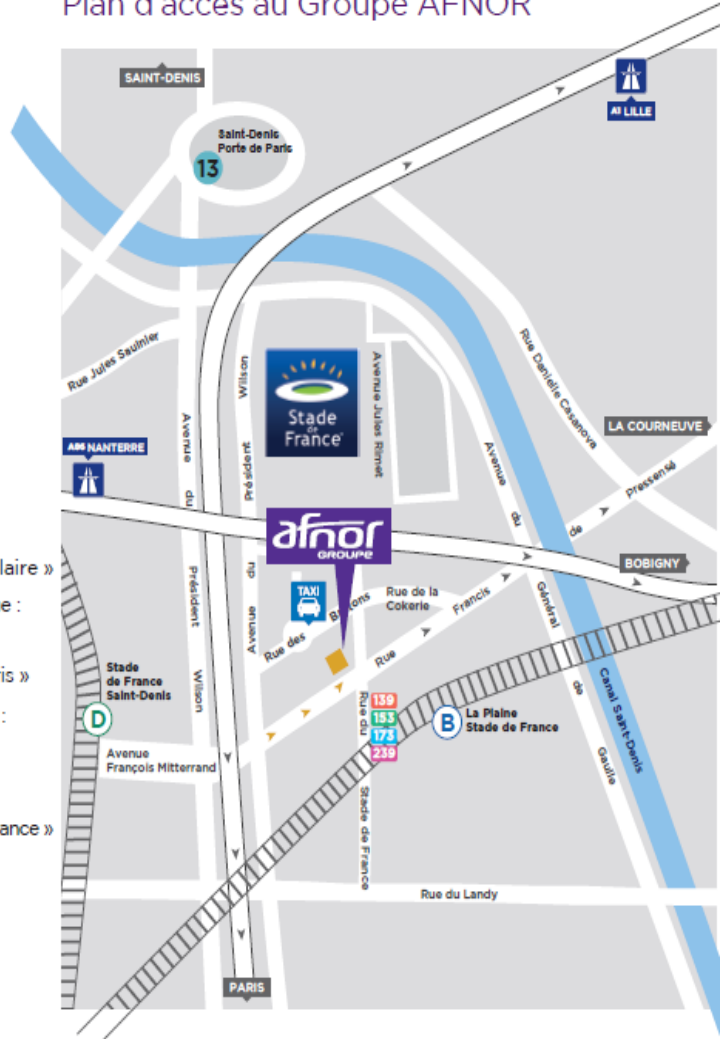 Plan d'accès au Groupe AFNOR
SAINT-DENIS
A1 LILLE
Saint-Denis
Porte de Paris
13
Rue Jules Saulnier
Wilson
Président
du
Avenue
Stade
de
France
Avenue Jules Rimet
Rue Danielle Casanova
LA COURNEUVE
A86 NANTERRE
Avenue
du
Président
Wilson
Avenue
du
Général
de
Gaulle
Rue
Francis
de
Pressensé
afnor
GROUPE
BOBIGNY
laire »
e :
TAXI
Rue des Bretons
Rue de la
Cokerie
is »
:
Stade
de France
Saint-Denis
D
139
153
173
239
B
La Plaine
Stade de France
Canal Saint-Denis
Avenue
François Mitterrand
Rue du
Stade de France
ance »
Rue du Landy
PARIS